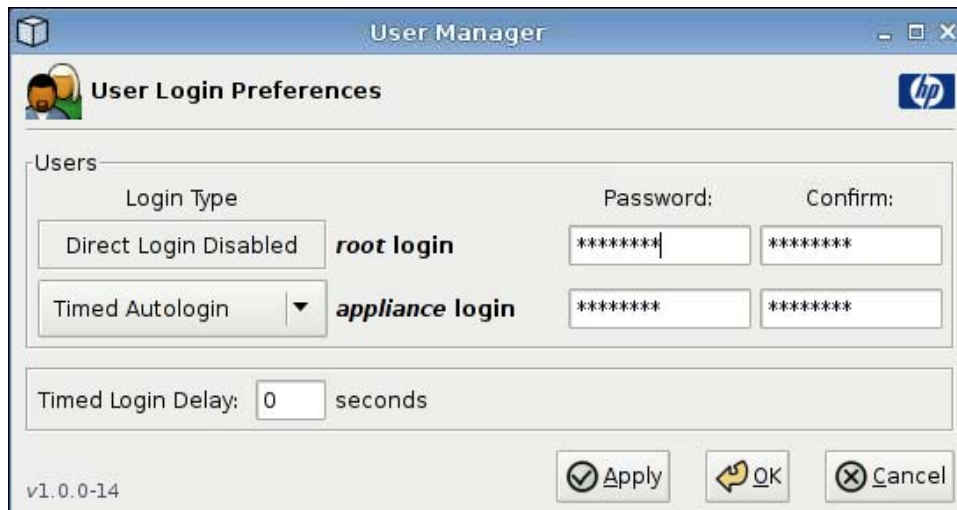 User Manager
User Login Preferences
hp
Users
Login Type Password: Confirm:
Direct Login Disabled root login ******** ********
Timed Autologin appliance login ******** ********
Timed Login Delay: 0 seconds
v1.0.0-14 Apply OK Cancel